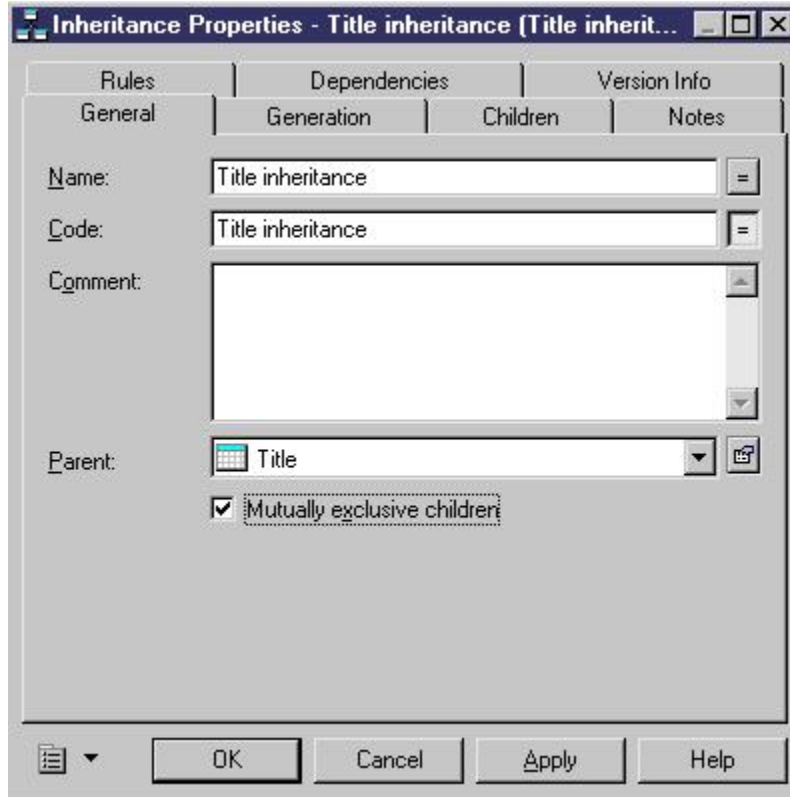 Inheritance Properties - Title inheritance (Title inherit...
Rules Dependencies Version Info
General Generation Children Notes
Name: Title inheritance =
Code: Title inheritance =
Comment:
Parent: Title
Mutually exclusive children
OK Cancel Apply Help